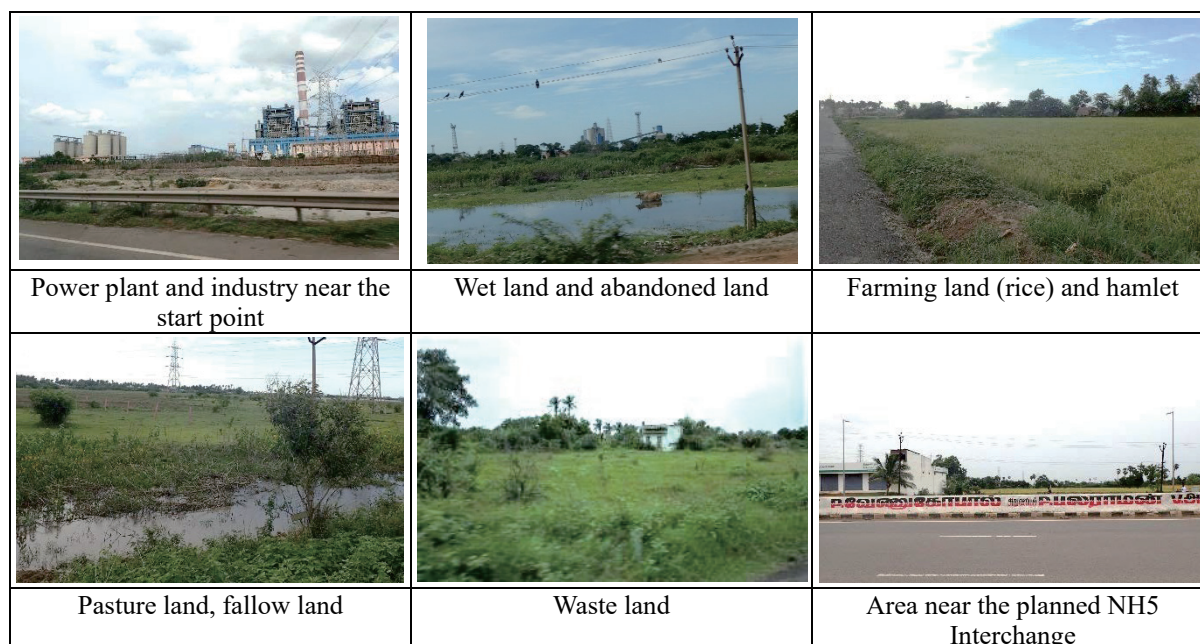 Power plant and industry near the
start point
Wet land and abandoned land
Farming land (rice) and hamlet
Pasture land, fallow land
Waste land
Area near the planned NH5
Interchange